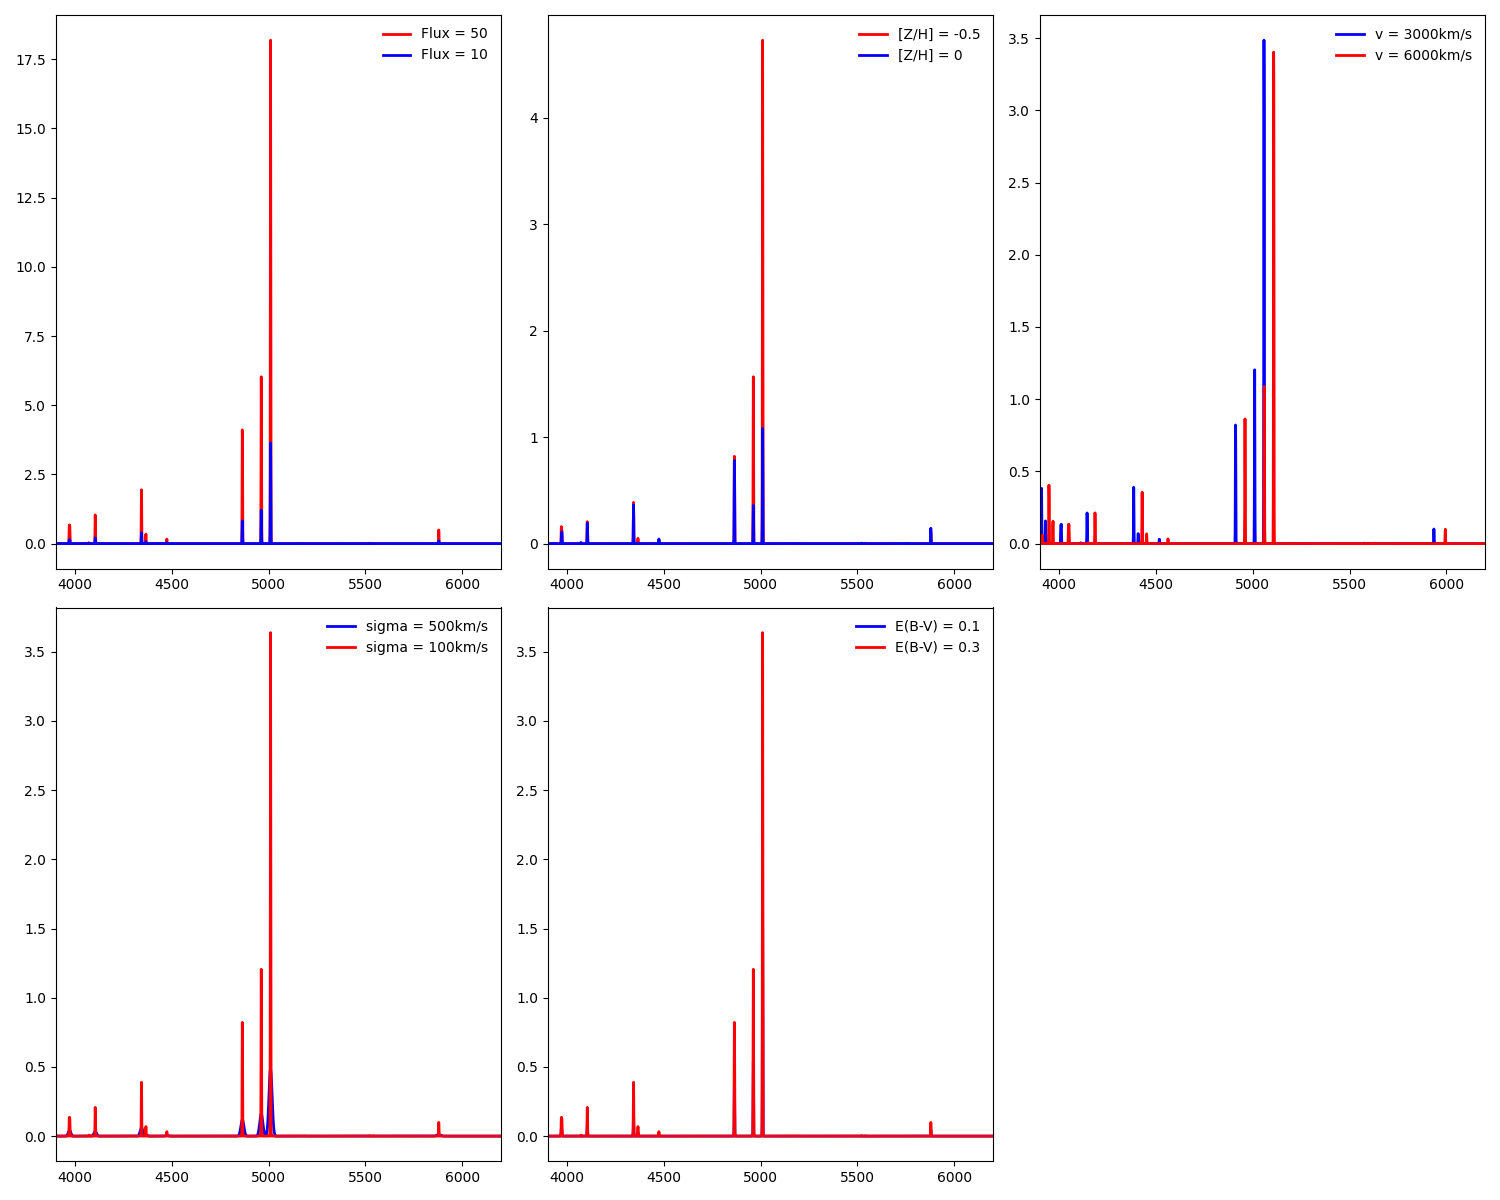 Flux = 50
Flux = 10
17.5
15.0
12.5
10.0
7.5
5.0
2.5
0.0
4000 4500 5000 5500 6000
[Z/H] = -0.5
[Z/H] = 0
4
3
2
1
0
4000 4500 5000 5500 6000
v = 3000km/s
v = 6000km/s
3.5
3.0
2.5
2.0
1.5
1.0
0.5
0.0
4000 4500 5000 5500 6000
sigma = 500km/s
sigma = 100km/s
3.5
3.0
2.5
2.0
1.5
1.0
0.5
0.0
4000 4500 5000 5500 6000
E(B-V) = 0.1
E(B-V) = 0.3
3.5
3.0
2.5
2.0
1.5
1.0
0.5
0.0
4000 4500 5000 5500 6000